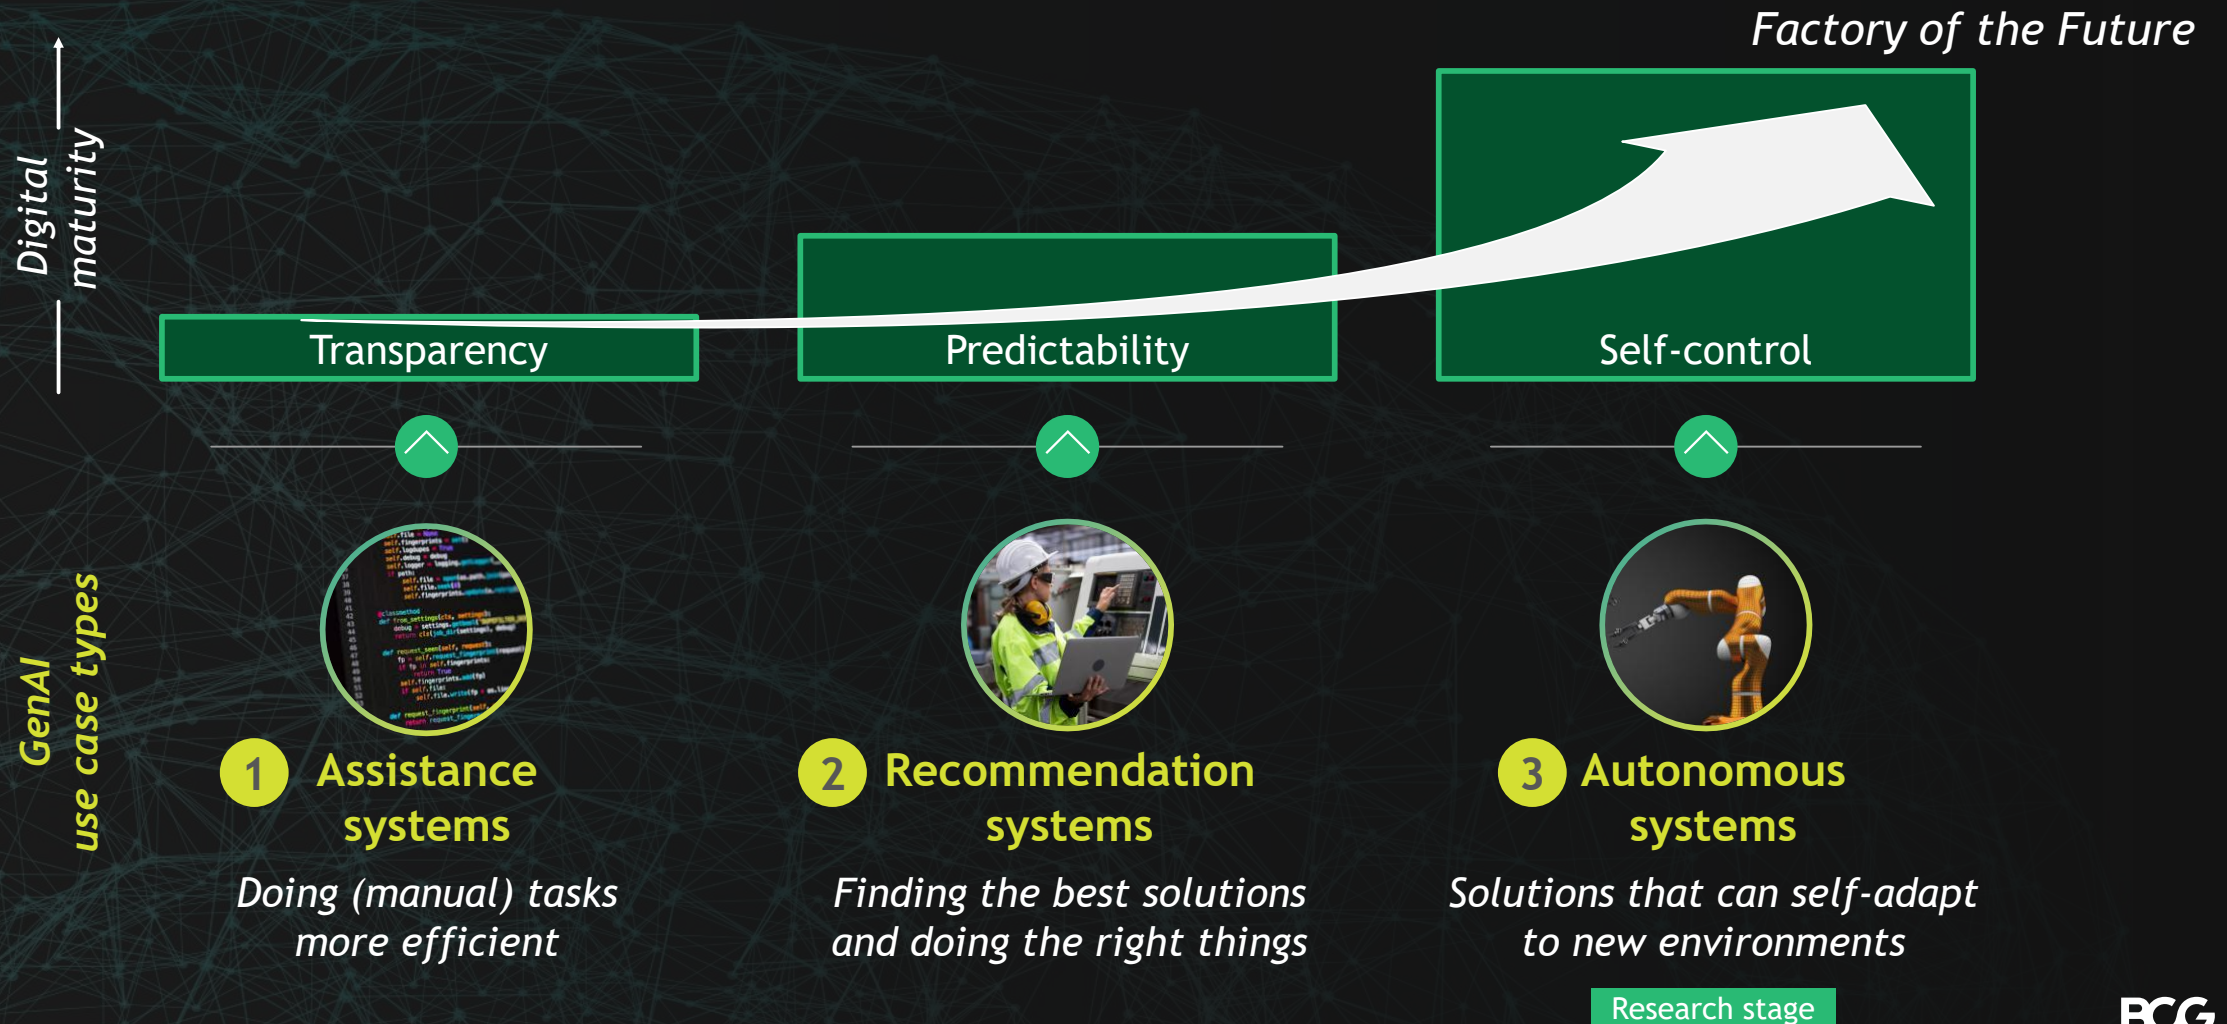 Factory of the Future
Digital
maturity
Transparency
Predictability
Self-control
GenAI
use case types
1
Assistance
systems
Doing (manual) tasks
more efficient
2
Recommendation
systems
Finding the best solutions
and doing the right things
3
Autonomous
systems
Solutions that can self-adapt
to new environments
Research stage
BCG